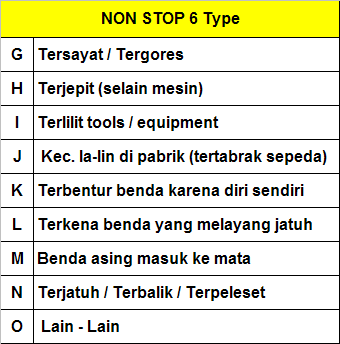 NON STOP 6 Type
G Tersayat / Tergores
H Terjepit (selain mesin)
I Terlilit tools / equipment
J Kec. la-lin di pabrik (tertabrak sepeda)
K Terbentur benda karena diri sendiri
L Terkena benda yang melayang jatuh
M Benda asing masuk ke mata
N Terjatuh / Terbalik / Terpeleset
O Lain - Lain